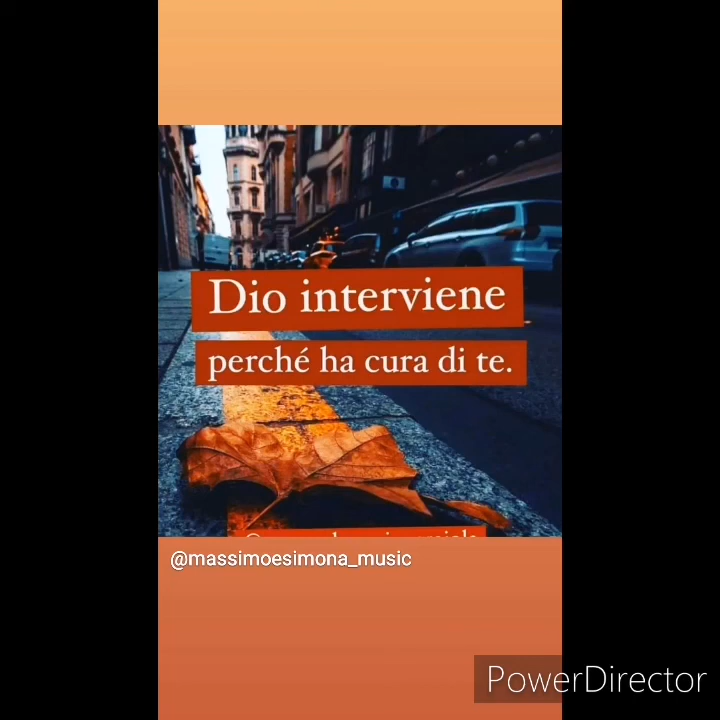 Dio interviene
perché ha cura di te.
@massimoesimona_music
PowerDirector